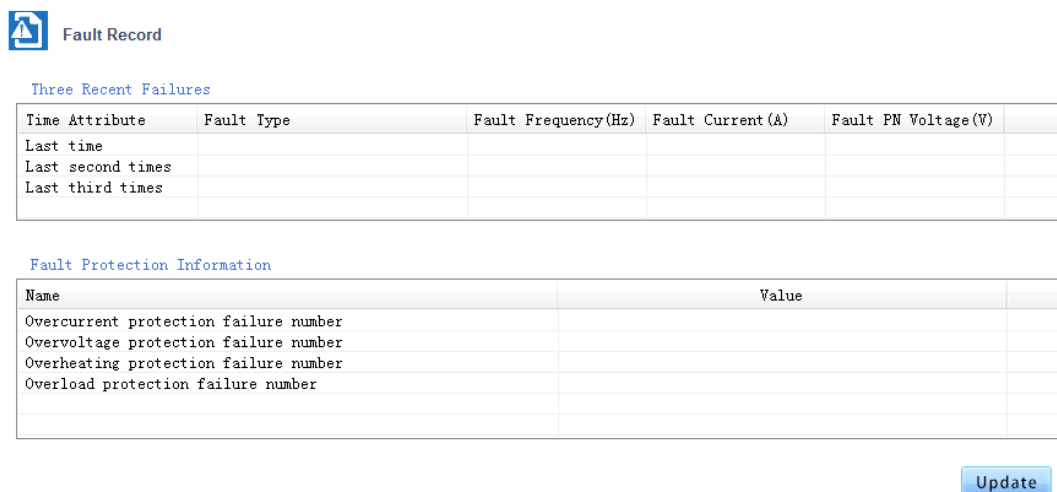 Fault Record
Three Recent Failures
Time Attribute Fault Type Fault Frequency(Hz) Fault Current(A) Fault PN Voltage(V)
Last time
Last second times
Last third times
Fault Protection Information
Name Value
Overcurrent protection failure number
Overvoltage protection failure number
Overheating protection failure number
Overload protection failure number
Update